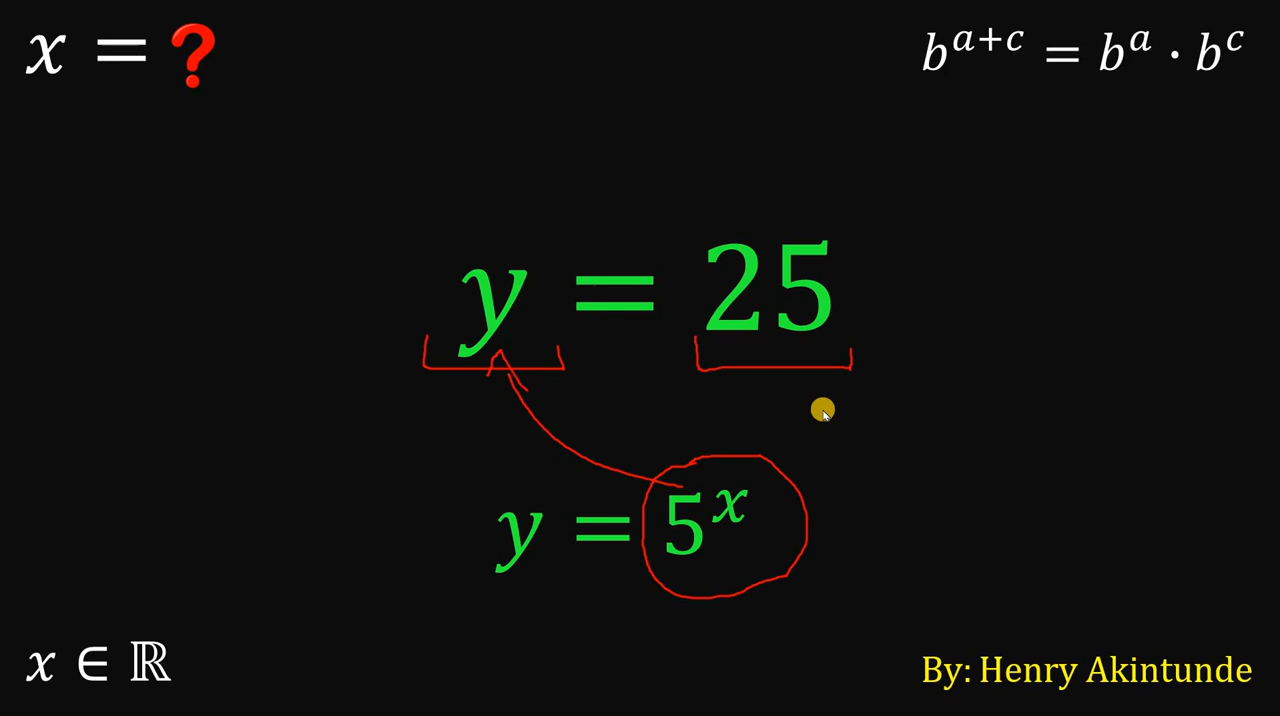 x = ❓
b^{a+c} = b^a · b^c
y = 25
y = 5^x
x ∈ ℝ
By: Henry Akintunde